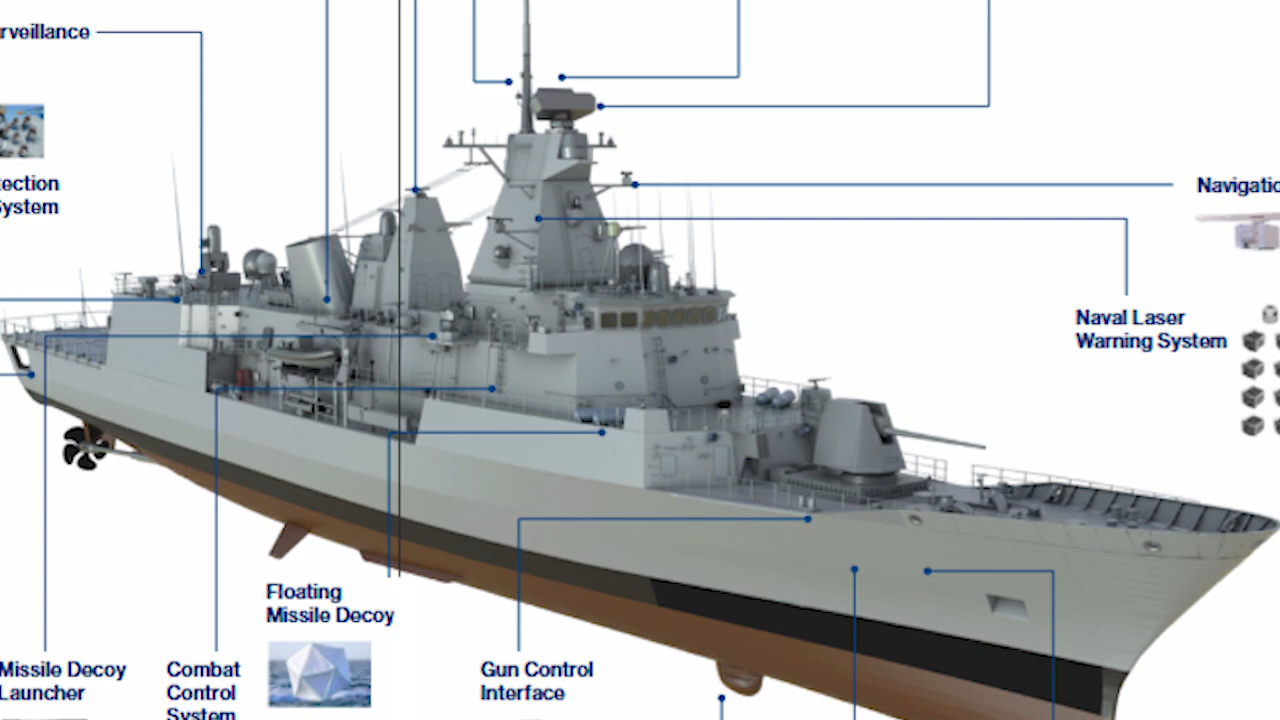 rveillance
tection
System
Navigatio
Naval Laser
Warning System
Floating
Missile Decoy
Missile Decoy
Launcher
Combat
Control
System
Gun Control
Interface